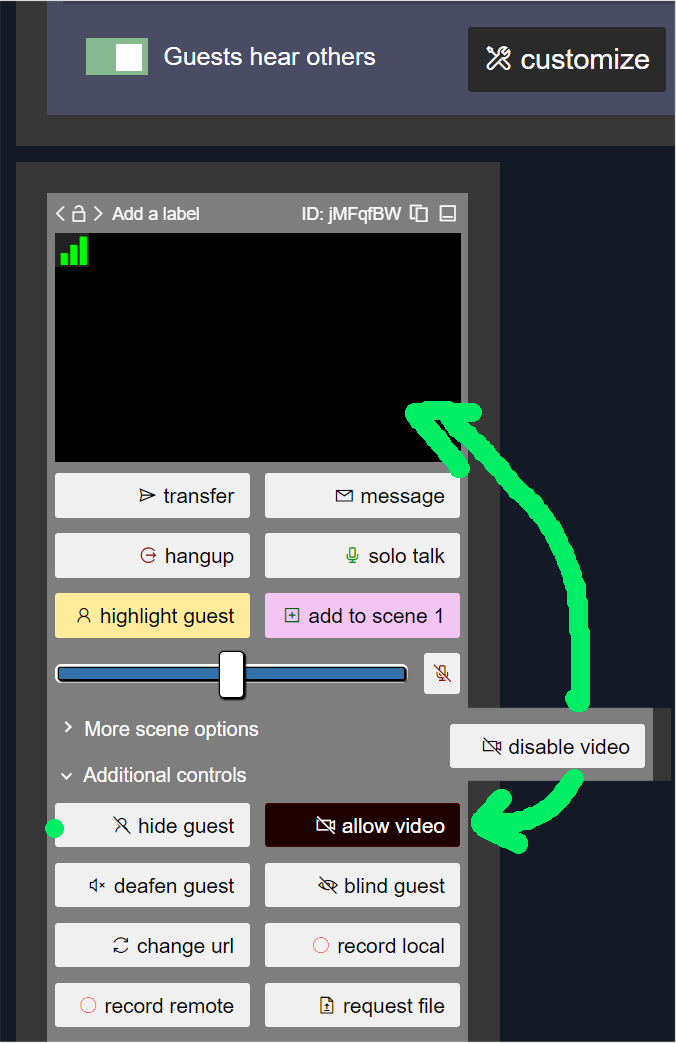 Guests hear others
customize
Add a label ID: jMFqfBW
transfer message
hangup solo talk
highlight guest add to scene 1
More scene options
disable video
Additional controls
hide guest allow video
deafen guest blind guest
change url record local
record remote request file